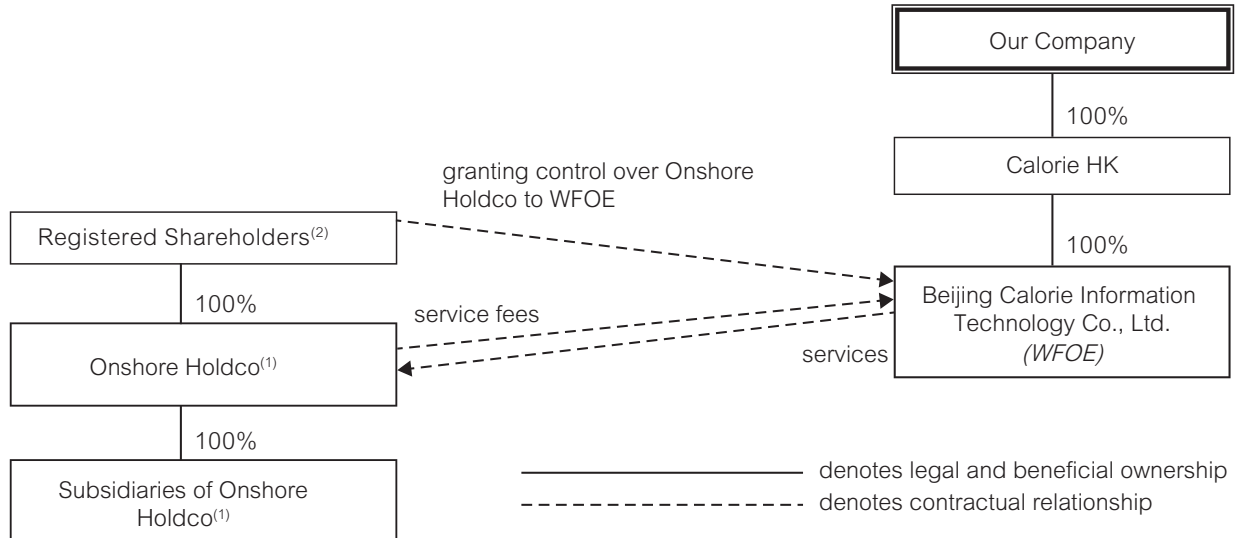 Our Company
100%
Calorie HK
granting control over Onshore
Holdco to WFOE
100%
Registered Shareholders(2)
100%
Beijing Calorie Information
Technology Co., Ltd.
(WFOE)
service fees
services
Onshore Holdco(1)
100%
Subsidiaries of Onshore
Holdco(1)
denotes legal and beneficial ownership
denotes contractual relationship